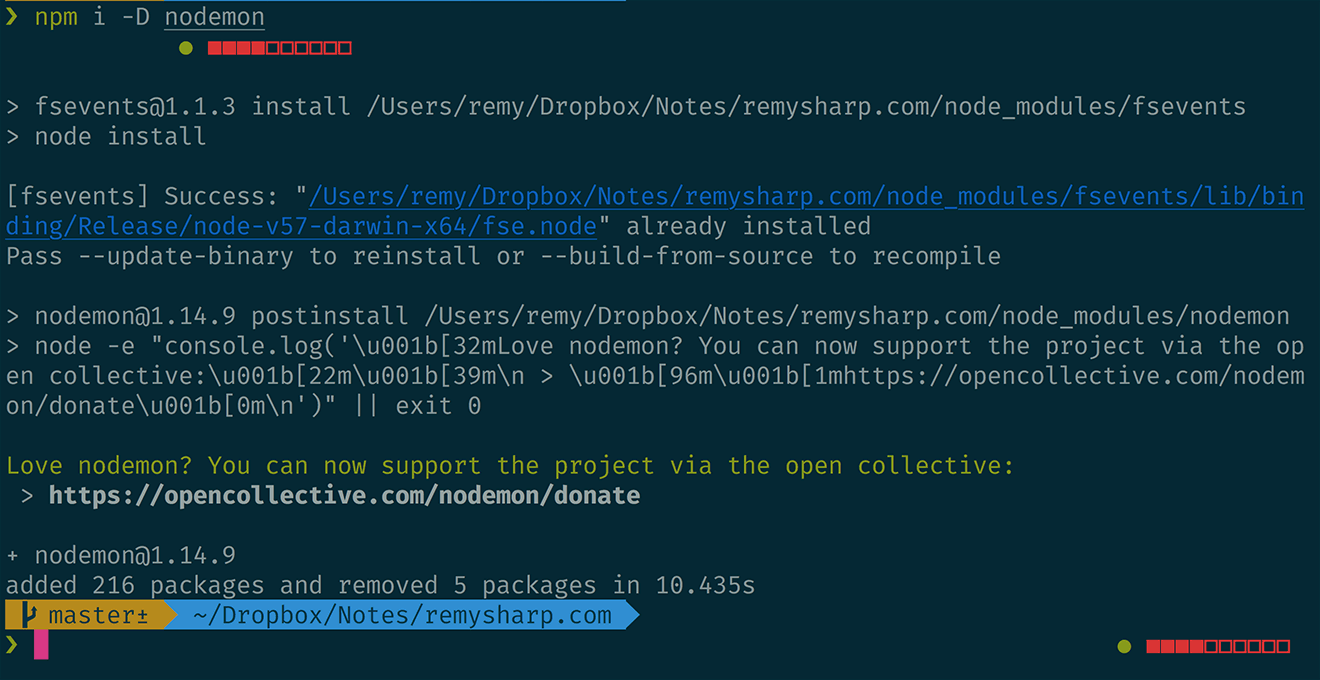 ❯ npm i -D nodemon
> fsevents@1.1.3 install /Users/remy/Dropbox/Notes/remysharp.com/node_modules/fsevents
> node install
[fsevents] Success: "/Users/remy/Dropbox/Notes/remysharp.com/node_modules/fsevents/lib/bin
ding/Release/node-v57-darwin-x64/fse.node" already installed
Pass --update-binary to reinstall or --build-from-source to recompile
> nodemon@1.14.9 postinstall /Users/remy/Dropbox/Notes/remysharp.com/node_modules/nodemon
> node -e "console.log('\u001b[32mLove nodemon? You can now support the project via the op
en collective:\u001b[22m\u001b[39m\n > \u001b[96m\u001b[1mhttps://opencollective.com/nodem
on/donate\u001b[0m\n')" || exit 0
Love nodemon? You can now support the project via the open collective:
> https://opencollective.com/nodemon/donate
+ nodemon@1.14.9
added 216 packages and removed 5 packages in 10.435s
master± ~/Dropbox/Notes/remysharp.com
❯